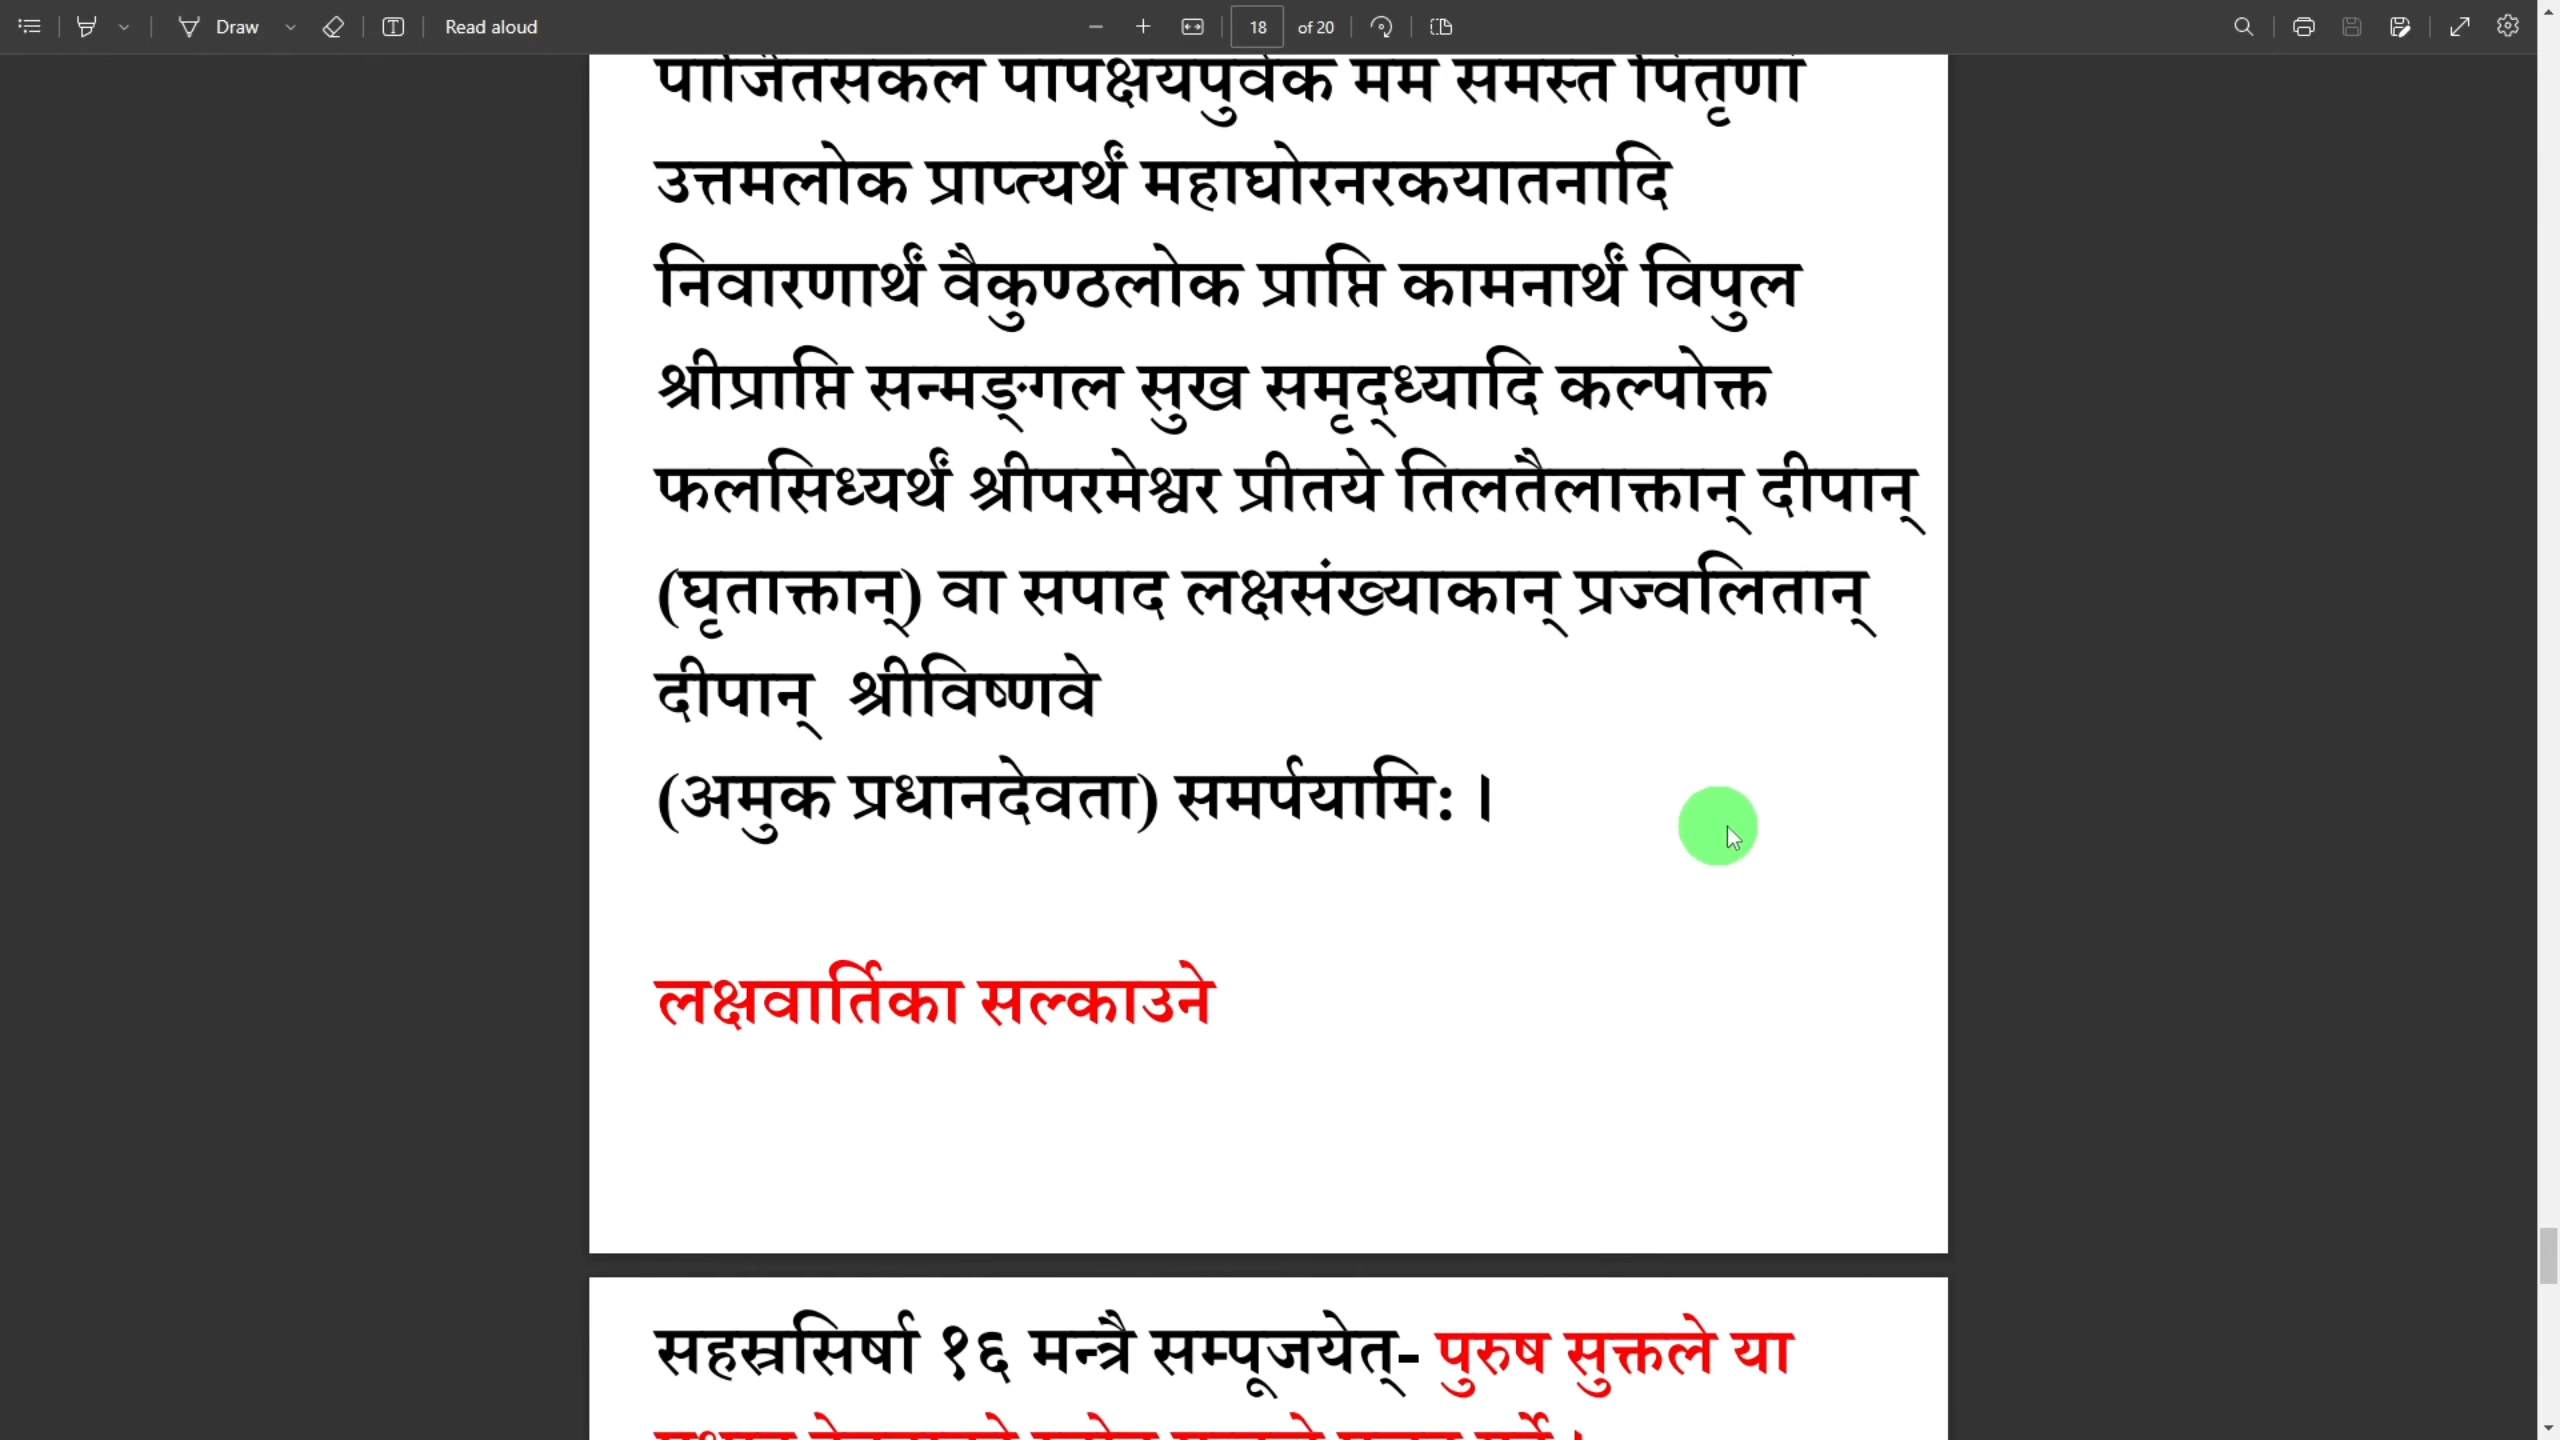 Draw
Read aloud
18 of 20
पार्जितसकल पापक्षयपुर्वक मम समस्त पितृणां
उत्तमलोक प्राप्त्यर्थं महाघोरनरकयातनादि
निवारणार्थं वैकुण्ठलोक प्राप्ति कामनार्थं विपुल
श्रीप्राप्ति सन्मङ्गल सुख समृद्ध्यादि कल्पोक्त
फलसिध्यर्थं श्रीपरमेश्वर प्रीतये तिलतैलाक्तान् दीपान्
(घृताक्तान्) वा सपाद लक्षसंख्याकान् प्रज्वलितान्
दीपान् श्रीविष्णवे
(अमुक प्रधानदेवता) समर्पयामि: ।
लक्षवार्तिका सल्काउने
सहस्रसिर्षा १६ मन्त्रै सम्पूजयेत्- पुरुष सुक्तले या